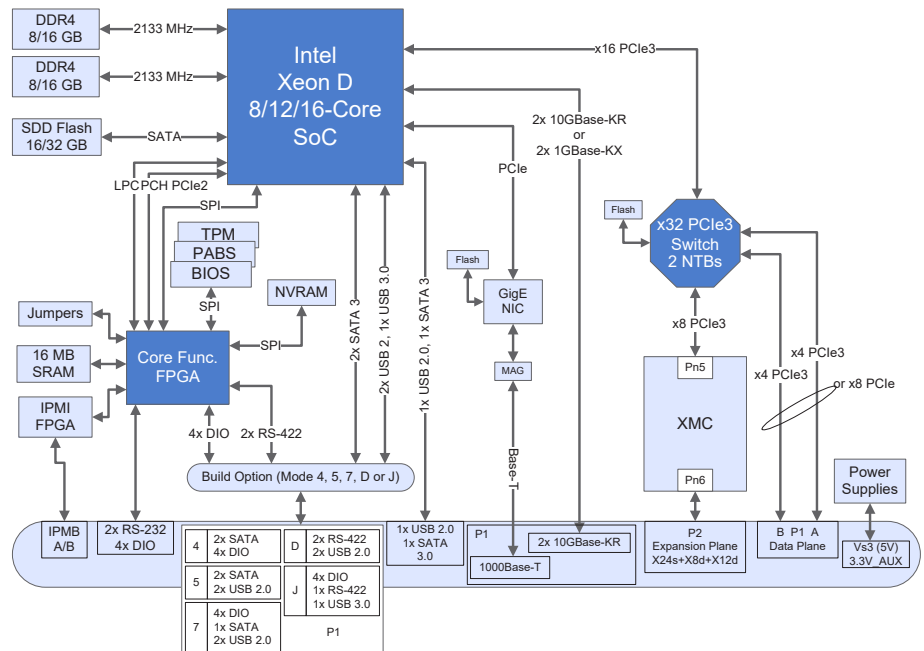 DDR4
8/16 GB
2133 MHz
DDR4
8/16 GB
2133 MHz
SDD Flash
16/32 GB
SATA
Intel
Xeon D
8/12/16-Core
SoC
x16 PCIe3
2x 10GBase-KR
or
2x 1GBase-KX
PCIe
LPC
PCH PCIe2
SPI
TPM
PABS
BIOS
SPI
NVRAM
SPI
Jumpers
16 MB
SRAM
IPMI
FPGA
Core Func.
FPGA
4x DIO
2x RS-422
2x SATA 3
2x USB 2, 1x USB 3.0
1x USB 2.0, 1x SATA 3
Flash
GigE
NIC
MAG
Base-T
Flash
x32 PCIe3
Switch
2 NTBs
x8 PCIe3
x4 PCIe3
x4 PCIe3
or x8 PCIe
Pn5
XMC
Pn6
Power
Supplies
Build Option (Mode 4, 5, 7, D or J)
IPMB
A/B
2x RS-232
4x DIO
4
2x SATA
4x DIO
5
2x SATA
2x USB 2.0
7
4x DIO
1x SATA
2x USB 2.0
D
2x RS-422
2x USB 2.0
J
4x DIO
1x RS-422
1x USB 3.0
P1
1x USB 2.0
1x SATA
3.0
P1
2x 10GBase-KR
1000Base-T
P2
Expansion Plane
X24s+X8d+X12d
B P1 A
Data Plane
Vs3 (5V)
3.3V_AUX